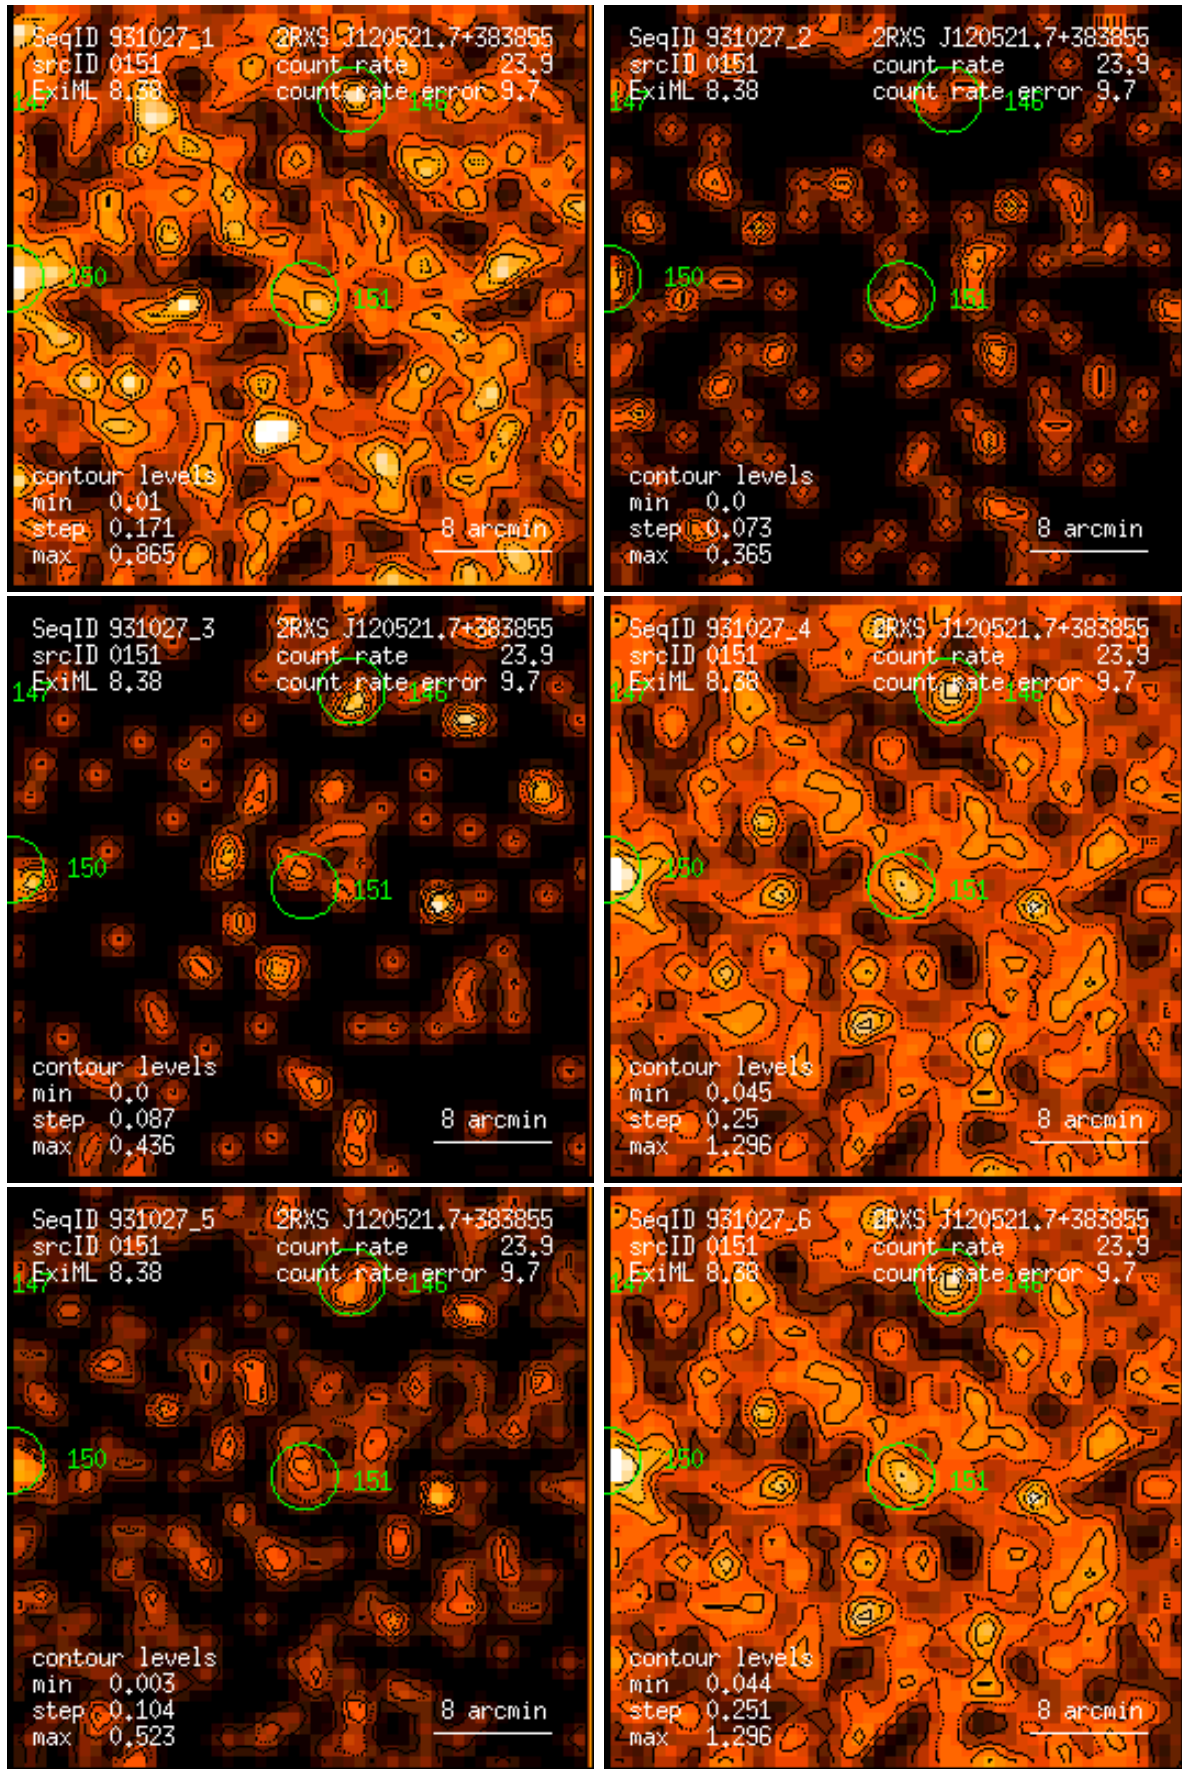 SeqID 931027_1 2RXS J120521.7+383855
srcID 0151 count rate 23.9
ExiML 8.38 count rate error 9.7
147 146
150
151
contour levels
min 0.01
step 0.171 8 arcmin
max 0.865
SeqID 931027_2 2RXS J120521.7+383855
srcID 0151 count rate 23.9
ExiML 8.38 count rate error 9.7
147 146
150
151
contour levels
min 0.0
step 0.073 8 arcmin
max 0.365
SeqID 931027_3 2RXS J120521.7+383855
srcID 0151 count rate 23.9
ExiML 8.38 count rate error 9.7
147 146
150
151
contour levels
min 0.0
step 0.087 8 arcmin
max 0.436
SeqID 931027_4 2RXS J120521.7+383855
srcID 0151 count rate 23.9
ExiML 8.38 count rate error 9.7
147 146
150
151
contour levels
min 0.045
step 0.25 8 arcmin
max 1.296
SeqID 931027_5 2RXS J120521.7+383855
srcID 0151 count rate 23.9
ExiML 8.38 count rate error 9.7
147 146
150
151
contour levels
min 0.003
step 0.104 8 arcmin
max 0.523
SeqID 931027_6 2RXS J120521.7+383855
srcID 0151 count rate 23.9
ExiML 8.38 count rate error 9.7
147 146
150
151
contour levels
min 0.044
step 0.251 8 arcmin
max 1.296